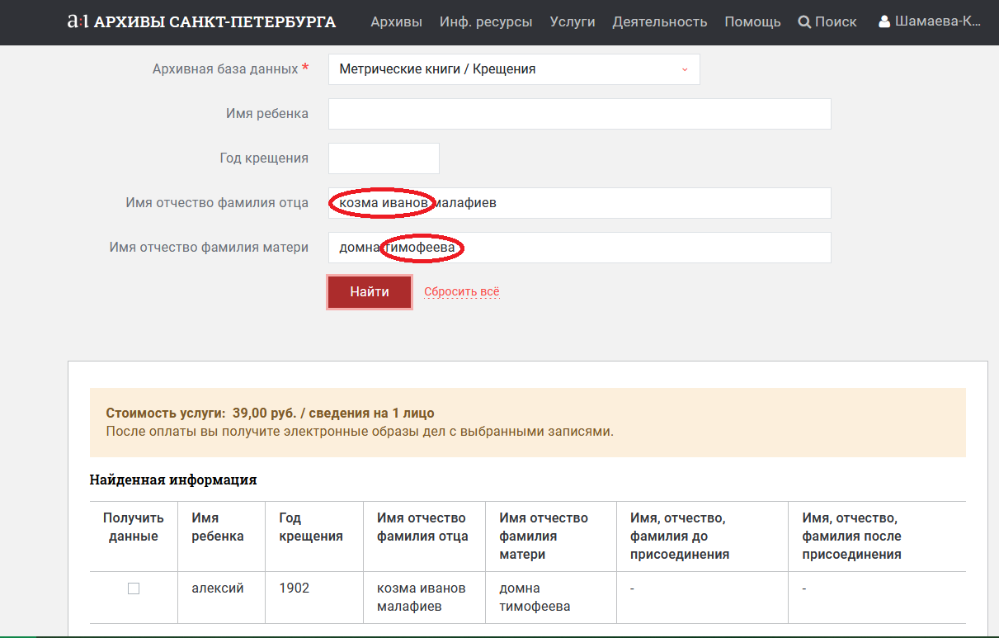 a:l АРХИВЫ САНКТ-ПЕТЕРБУРГА Архивы Инф. ресурсы Услуги Деятельность Помощь Поиск Шамаева-К...
Архивная база данных * Метрические книги / Крещения
Имя ребенка
Год крещения
Имя отчество фамилия отца козма иванов малафиев
Имя отчество фамилия матери домна тимофеева
Найти Сбросить всё
Стоимость услуги: 39,00 руб. / сведения на 1 лицо
После оплаты вы получите электронные образы дел с выбранными записями.
Найденная информация
Получить данные
Имя ребенка
Год крещения
Имя отчество фамилия отца
Имя отчество фамилия матери
Имя, отчество, фамилия до присоединения
Имя, отчество, фамилия после присоединения
алексий
1902
козма иванов малафиев
домна тимофеева
-
-